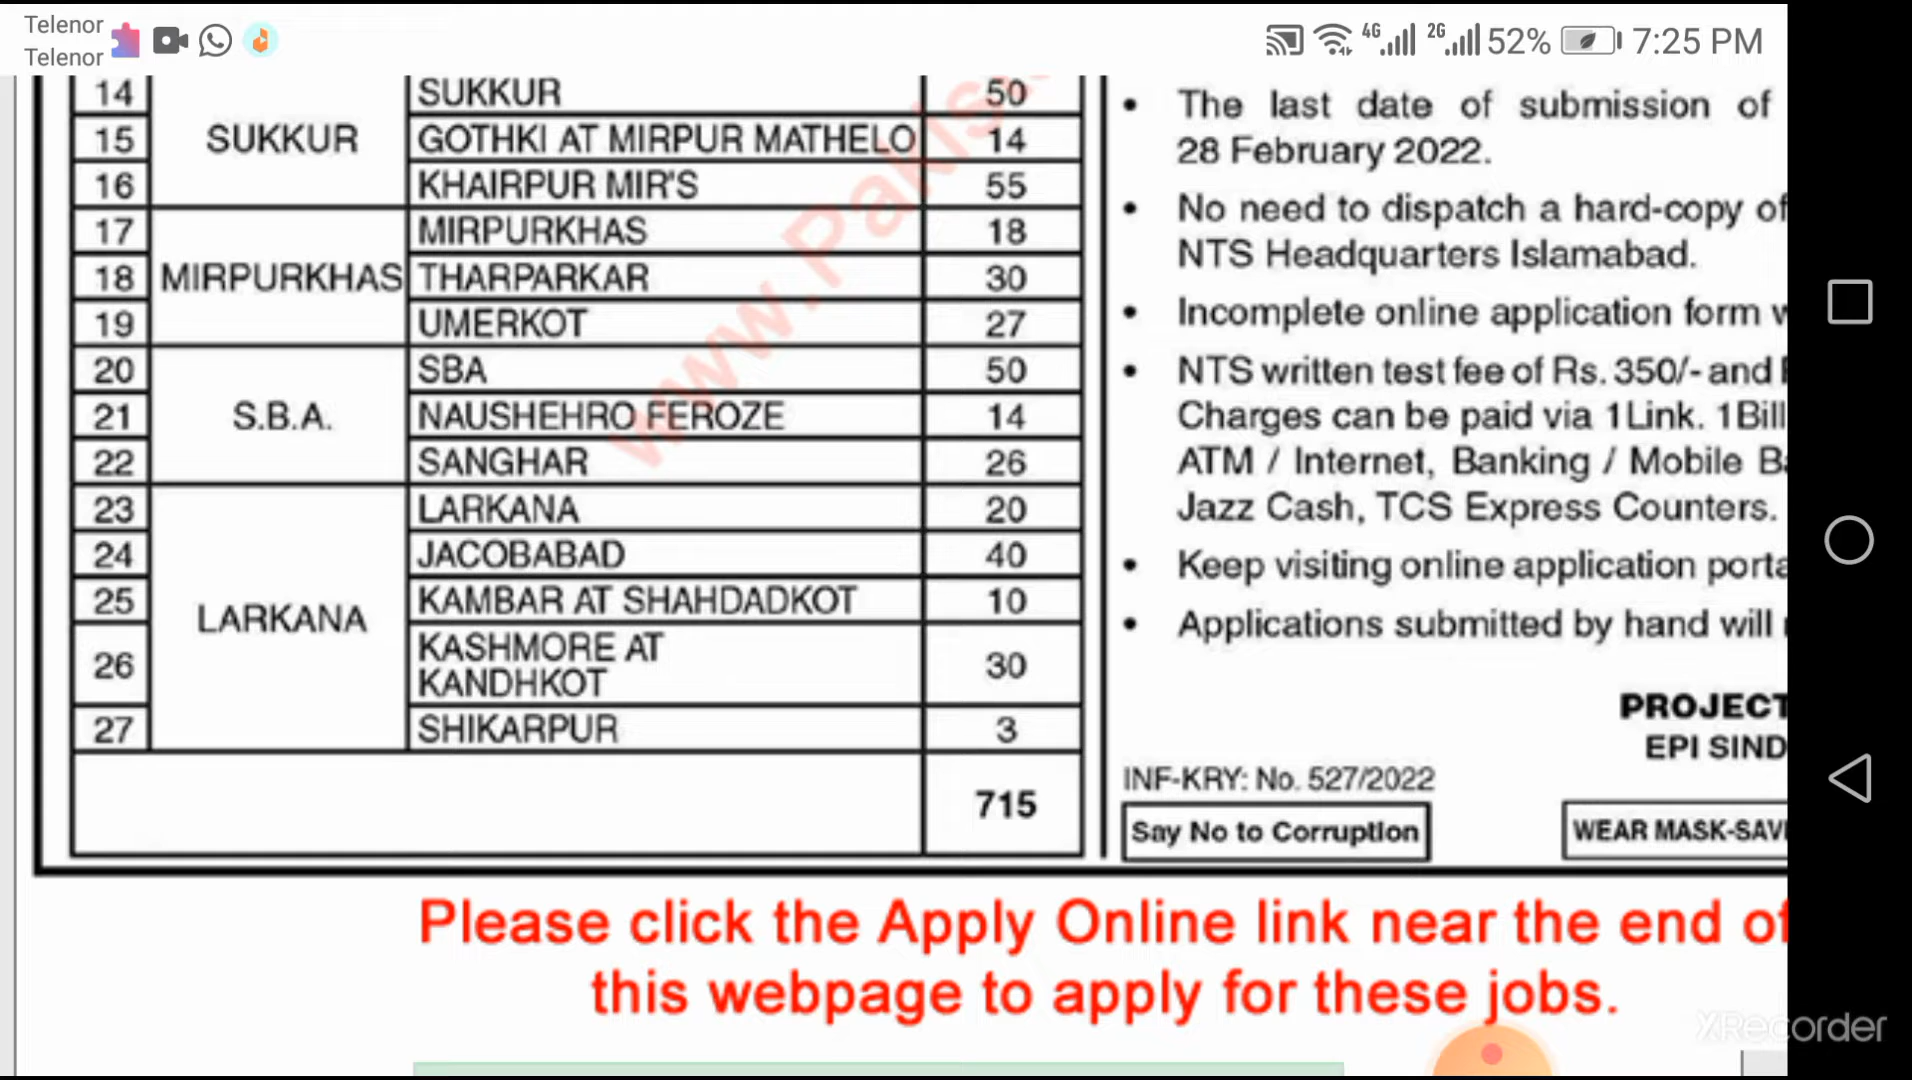 Telenor
Telenor
4G 2G 52% 7:25 PM
14 SUKKUR 50
15 SUKKUR GOTHKI AT MIRPUR MATHELO 14
16 KHAIRPUR MIR'S 55
17 MIRPURKHAS 18
18 MIRPURKHAS THARPARKAR 30
19 UMERKOT 27
20 SBA 50
21 S.B.A. NAUSHEHRO FEROZE 14
22 SANGHAR 26
23 LARKANA 20
24 JACOBABAD 40
25 KAMBAR AT SHAHDADKOT 10
LARKANA
26 KASHMORE AT
KANDHKOT 30
27 SHIKARPUR 3
715
www.Pakis
• The last date of submission of
28 February 2022.
• No need to dispatch a hard-copy of
NTS Headquarters Islamabad.
• Incomplete online application form
• NTS written test fee of Rs. 350/- and
Charges can be paid via 1Link. 1Bill
ATM / Internet, Banking / Mobile
Jazz Cash, TCS Express Counters.
• Keep visiting online application
• Applications submitted by hand will
PROJECT
EPI SIND
INF-KRY: No. 527/2022
Say No to Corruption
WEAR MASK-SAV
Please click the Apply Online link near the end of
this webpage to apply for these jobs.
XRecorder